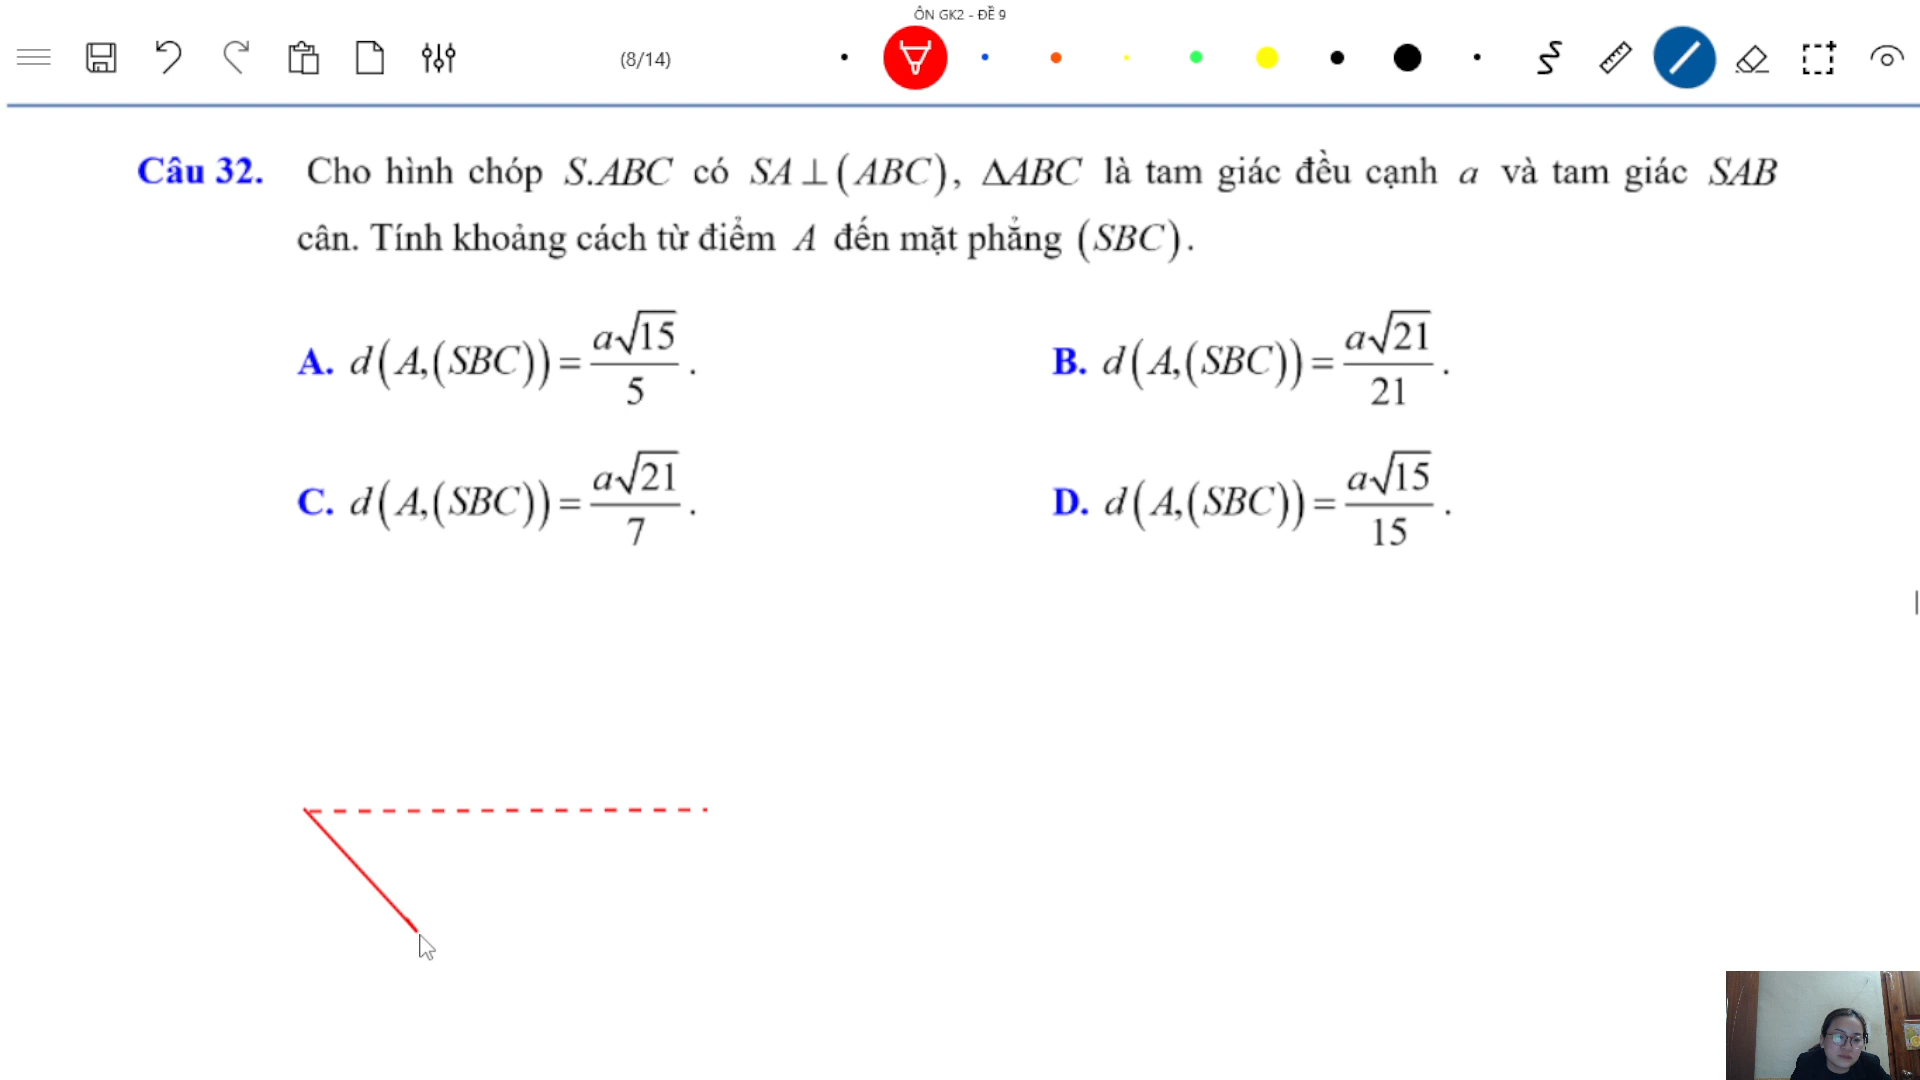 ÔN GK2 - ĐỀ 9
(8/14)
Câu 32. Cho hình chóp S.ABC có SA⊥(ABC), ΔABC là tam giác đều cạnh a và tam giác SAB
cân. Tính khoảng cách từ điểm A đến mặt phẳng (SBC).
A. d(A,(SBC)) = a√15/5 .
B. d(A,(SBC)) = a√21/21 .
C. d(A,(SBC)) = a√21/7 .
D. d(A,(SBC)) = a√15/15 .